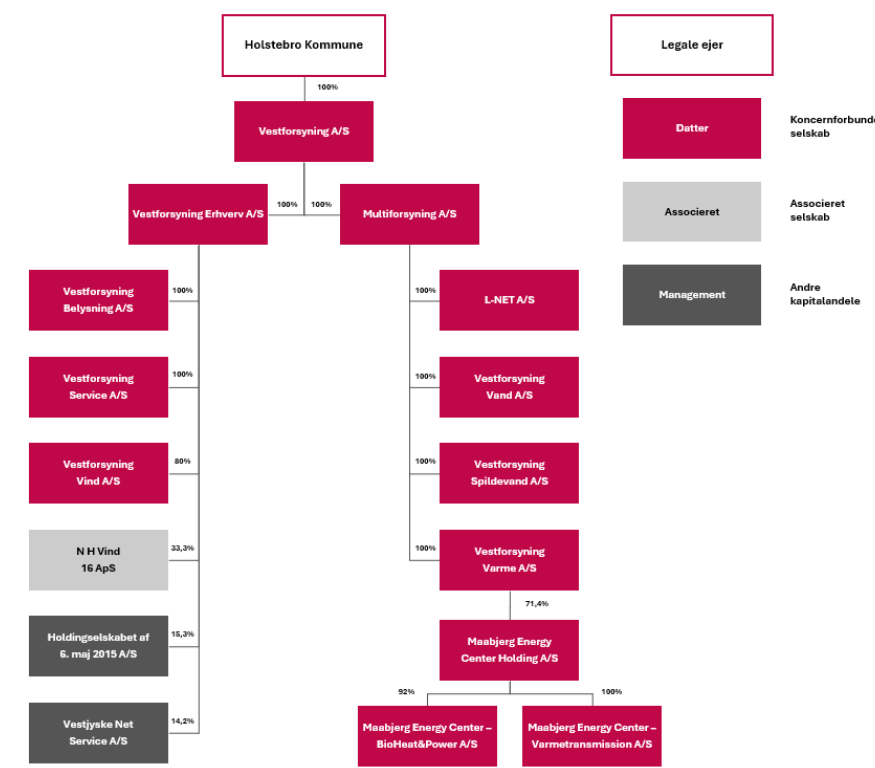 Holstebro Kommune
Legale ejer
100%
Vestforsyning A/S
Datter
Koncernforbunde
selskab
Vestforsyning Erhverv A/S
100%
100%
Multiforsyning A/S
Associeret
Associeret
selskab
Vestforsyning
Belysning A/S
100%
100%
L-NET A/S
Management
Andre
kapitalandele
Vestforsyning
Service A/S
100%
100%
Vestforsyning
Vand A/S
Vestforsyning
Vind A/S
80%
100%
Vestforsyning
Spildevand A/S
N H Vind
16 ApS
33,3%
100%
Vestforsyning
Varme A/S
71,4%
Holdingselskabet af
6. maj 2015 A/S
15,3%
Maabjerg Energy
Center Holding A/S
92%
100%
Vestjyske Net
Service A/S
14,2%
Maabjerg Energy Center –
BioHeat&Power A/S
Maabjerg Energy Center –
Varmetransmission A/S